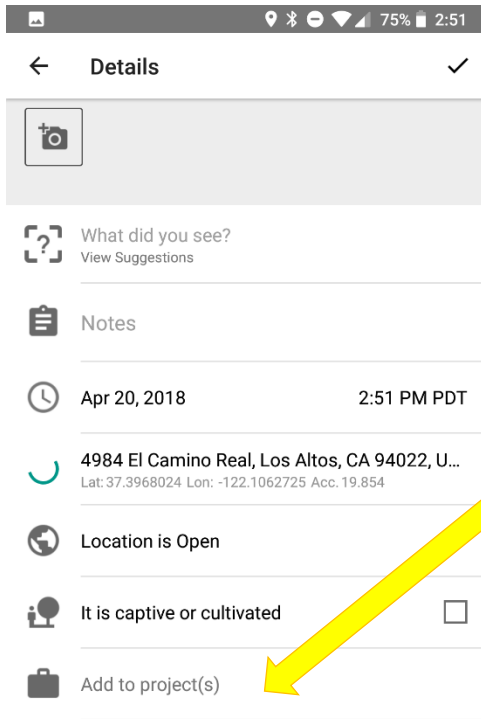 75% 2:51
Details
What did you see?
View Suggestions
Notes
Apr 20, 2018 2:51 PM PDT
4984 El Camino Real, Los Altos, CA 94022, U...
Lat: 37.3968024 Lon: -122.1062725 Acc. 19.854
Location is Open
It is captive or cultivated
Add to project(s)